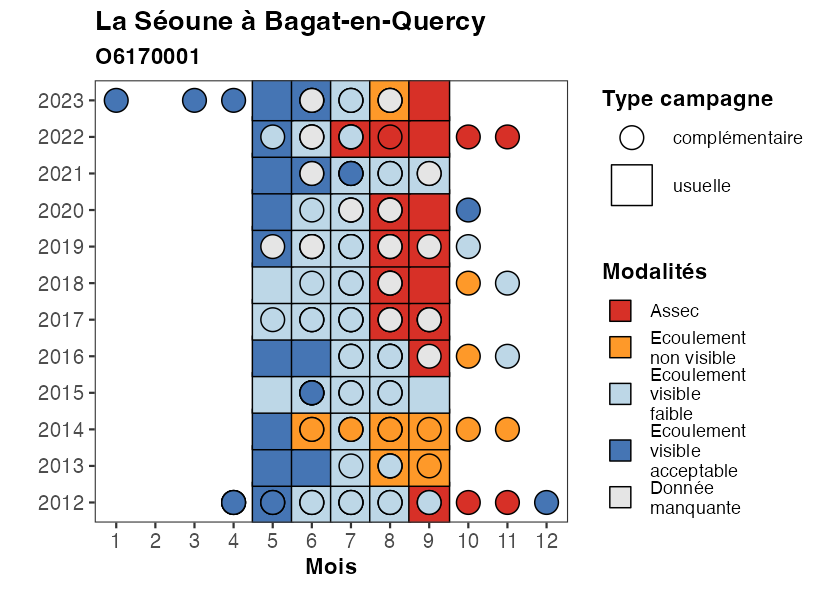 La Séoune à Bagat-en-Quercy
O6170001
2023
2022
2021
2020
2019
2018
2017
2016
2015
2014
2013
2012
1 2 3 4 5 6 7 8 9 10 11 12
Mois
Type campagne
complémentaire
usuelle
Modalités
Assec
Ecoulement
non visible
Ecoulement
visible
faible
Ecoulement
visible
acceptable
Donnée
manquante